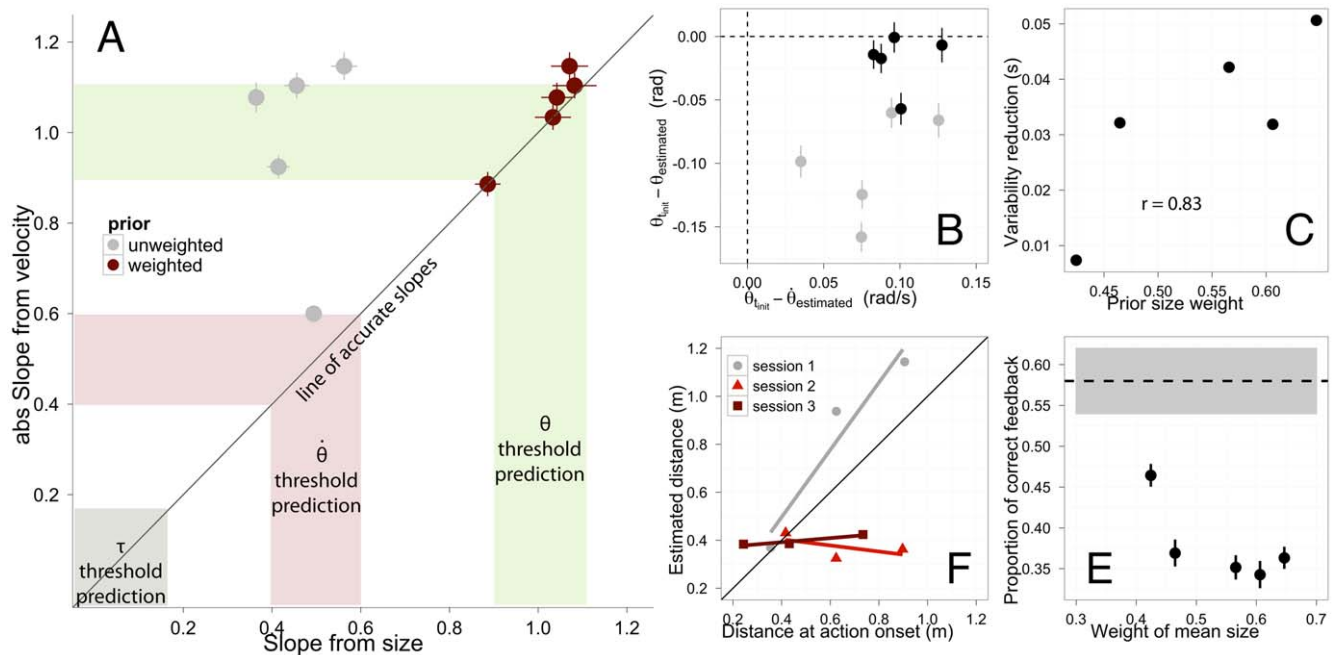 A
1.2
1.0
0.8
0.6
0.4
0.2
abs Slope from velocity
prior
unweighted
weighted
line of accurate slopes
τ
threshold
prediction
θ̇
threshold
prediction
θ
threshold
prediction
0.2 0.4 0.6 0.8 1.0 1.2
Slope from size
B
0.00
-0.05
-0.10
-0.15
θtinit − θestimated (rad)
0.00 0.05 0.10 0.15
θ̇tinit − θ̇estimated (rad/s)
C
0.05
0.04
0.03
0.02
0.01
Variability reduction (s)
r = 0.83
0.45 0.50 0.55 0.60
Prior size weight
F
1.2
1.0
0.8
0.6
0.4
0.2
Estimated distance (m)
session 1
session 2
session 3
0.2 0.4 0.6 0.8 1.0 1.2
Distance at action onset (m)
E
0.60
0.55
0.50
0.45
0.40
0.35
Proportion of correct feedback
0.3 0.4 0.5 0.6 0.7
Weight of mean size